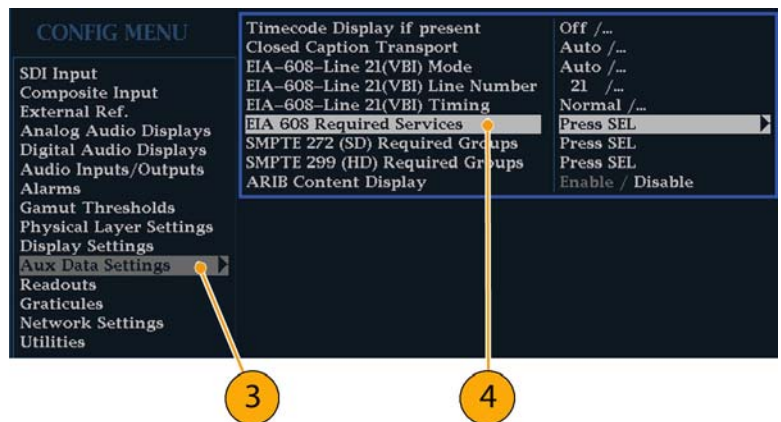 CONFIG MENU
SDI Input
Composite Input
External Ref.
Analog Audio Displays
Digital Audio Displays
Audio Inputs/Outputs
Alarms
Gamut Thresholds
Physical Layer Settings
Display Settings
Aux Data Settings
Readouts
Graticules
Network Settings
Utilities
Timecode Display if present Off /...
Closed Caption Transport Auto /...
EIA–608–Line 21(VBI) Mode Auto /...
EIA–608–Line 21(VBI) Line Number 21 /...
EIA–608–Line 21(VBI) Timing Normal /...
EIA 608 Required Services Press SEL
SMPTE 272 (SD) Required Groups Press SEL
SMPTE 299 (HD) Required Groups Press SEL
ARIB Content Display Enable / Disable
3
4